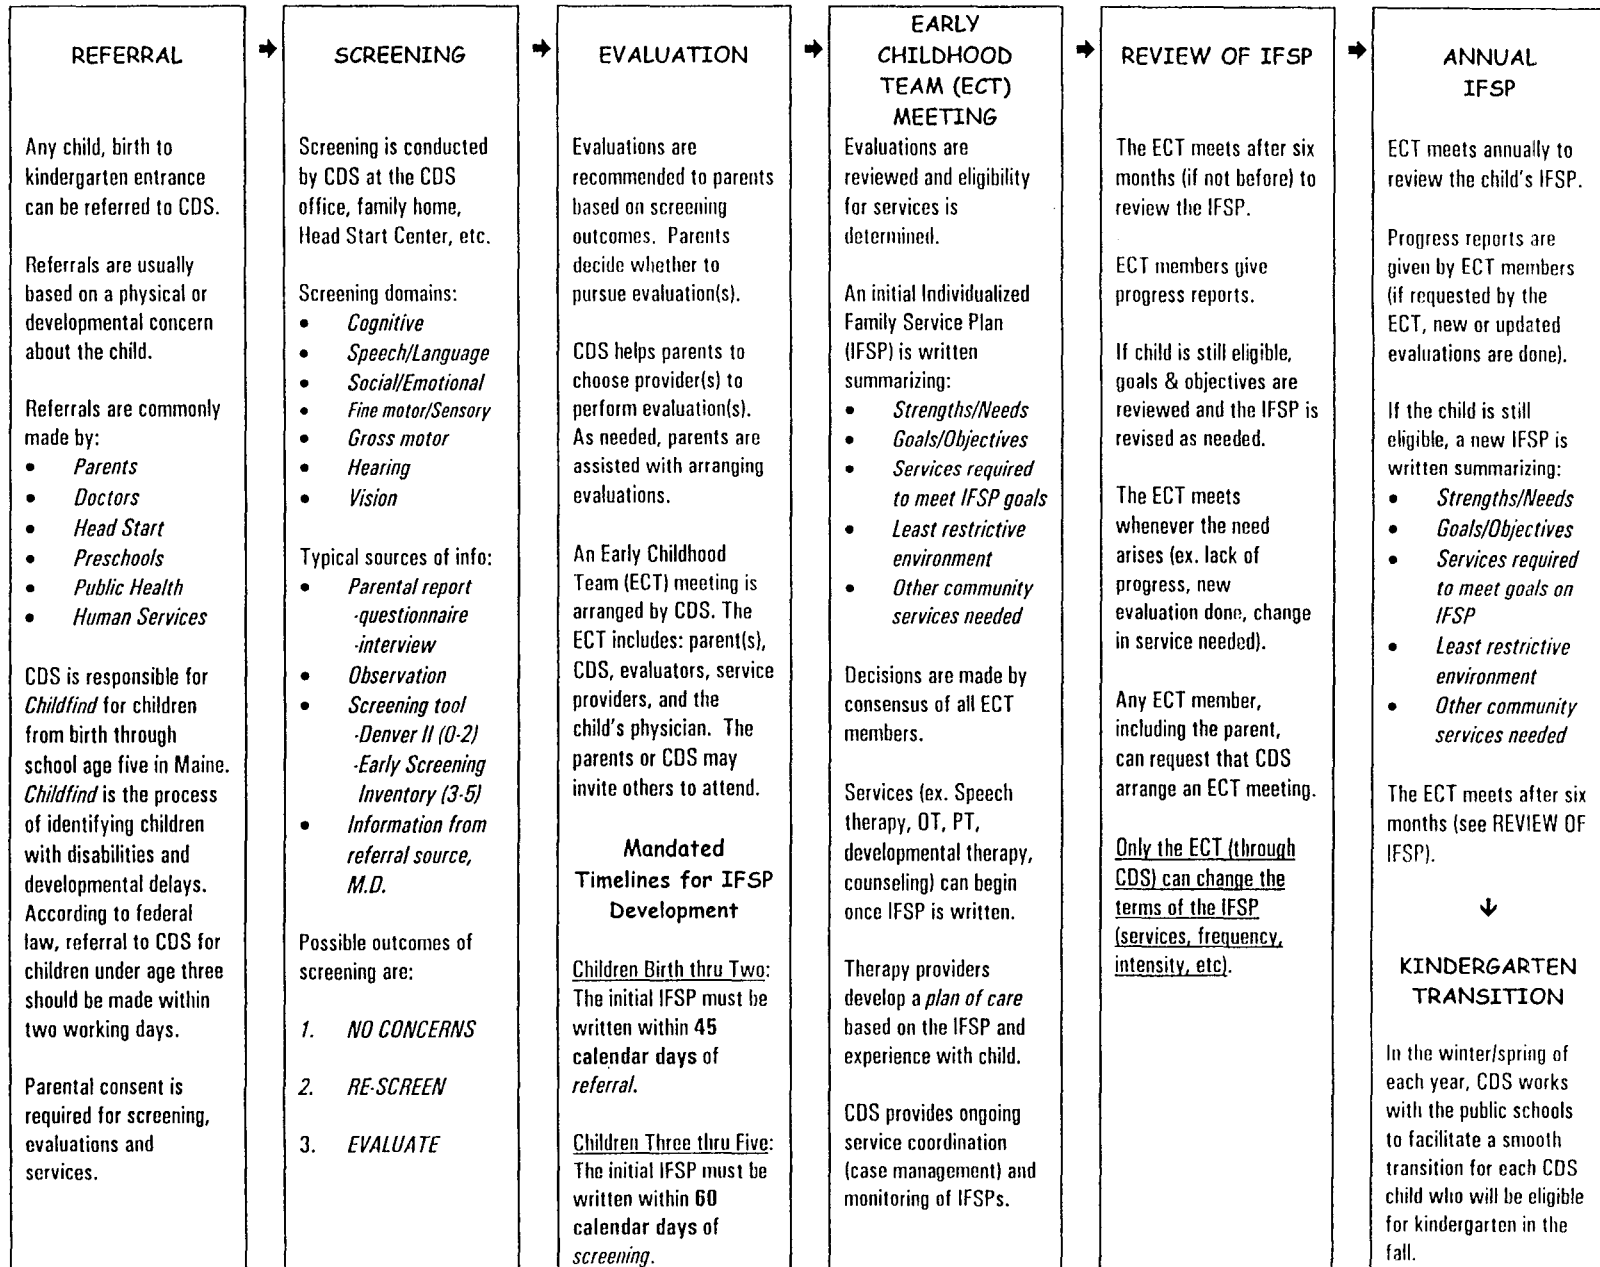 REFERRAL
Any child, birth to
kindergarten entrance
can be referred to CDS.
Referrals are usually
based on a physical or
developmental concern
about the child.
Referrals are commonly
made by:
• Parents
• Doctors
• Head Start
• Preschools
• Public Health
• Human Services
CDS is responsible for
Childfind for children
from birth through
school age five in Maine.
Childfind is the process
of identifying children
with disabilities and
developmental delays.
According to federal
law, referral to CDS for
children under age three
should be made within
two working days.
Parental consent is
required for screening,
evaluations and
services.
➧
SCREENING
Screening is conducted
by CDS at the CDS
office, family home,
Head Start Center, etc.
Screening domains:
• Cognitive
• Speech/Language
• Social/Emotional
• Fine motor/Sensory
• Gross motor
• Hearing
• Vision
Typical sources of info:
• Parental report
-questionnaire
-interview
• Observation
• Screening tool
-Denver II (0-2)
-Early Screening
Inventory (3-5)
• Information from
referral source,
M.D.
Possible outcomes of
screening are:
1. NO CONCERNS
2. RE-SCREEN
3. EVALUATE
➧
EVALUATION
Evaluations are
recommended to parents
based on screening
outcomes. Parents
decide whether to
pursue evaluation(s).
CDS helps parents to
choose provider(s) to
perform evaluation(s).
As needed, parents are
assisted with arranging
evaluations.
An Early Childhood
Team (ECT) meeting is
arranged by CDS. The
ECT includes: parent(s),
CDS, evaluators, service
providers, and the
child's physician. The
parents or CDS may
invite others to attend.
Mandated
Timelines for IFSP
Development
Children Birth thru Two:
The initial IFSP must be
written within 45
calendar days of
referral.
Children Three thru Five:
The initial IFSP must be
written within 60
calendar days of
screening.
➧
EARLY
CHILDHOOD
TEAM (ECT)
MEETING
Evaluations are
reviewed and eligibility
for services is
determined.
An initial Individualized
Family Service Plan
(IFSP) is written
summarizing:
• Strengths/Needs
• Goals/Objectives
• Services required
to meet IFSP goals
• Least restrictive
environment
• Other community
services needed
Decisions are made by
consensus of all ECT
members.
Services (ex. Speech
therapy, OT, PT,
developmental therapy,
counseling) can begin
once IFSP is written.
Therapy providers
develop a plan of care
based on the IFSP and
experience with child.
CDS provides ongoing
service coordination
(case management) and
monitoring of IFSPs.
➧
REVIEW OF IFSP
The ECT meets after six
months (if not before) to
review the IFSP.
ECT members give
progress reports.
If child is still eligible,
goals & objectives are
reviewed and the IFSP is
revised as needed.
The ECT meets
whenever the need
arises (ex. lack of
progress, new
evaluation done, change
in service needed).
Any ECT member,
including the parent,
can request that CDS
arrange an ECT meeting.
Only the ECT (through
CDS) can change the
terms of the IFSP
(services, frequency,
intensity, etc).
➧
ANNUAL
IFSP
ECT meets annually to
review the child's IFSP.
Progress reports are
given by ECT members
(if requested by the
ECT, new or updated
evaluations are done).
If the child is still
eligible, a new IFSP is
written summarizing:
• Strengths/Needs
• Goals/Objectives
• Services required
to meet goals on
IFSP
• Least restrictive
environment
• Other community
services needed
The ECT meets after six
months (see REVIEW OF
IFSP).
↓
KINDERGARTEN
TRANSITION
In the winter/spring of
each year, CDS works
with the public schools
to facilitate a smooth
transition for each CDS
child who will be eligible
for kindergarten in the
fall.